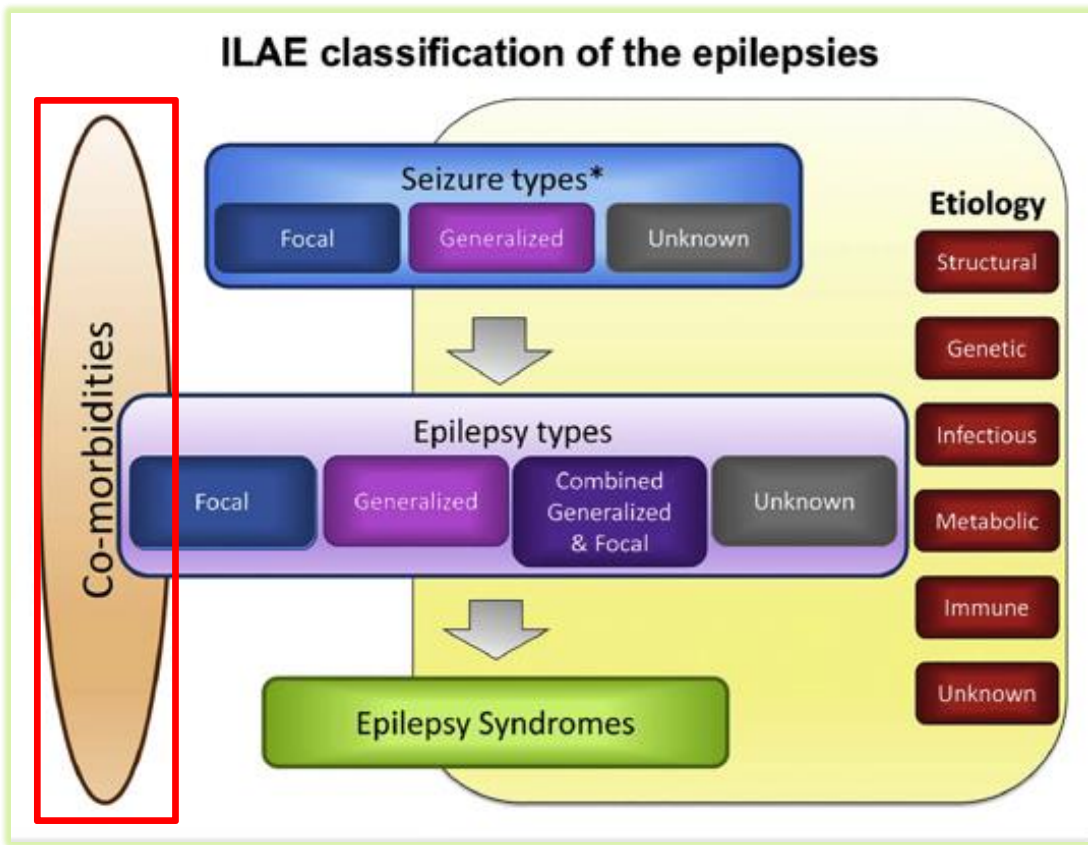 ILAE classification of the epilepsies
Co-morbidities
Seizure types*
Focal
Generalized
Unknown
Epilepsy types
Focal
Generalized
Combined
Generalized
& Focal
Unknown
Epilepsy Syndromes
Etiology
Structural
Genetic
Infectious
Metabolic
Immune
Unknown